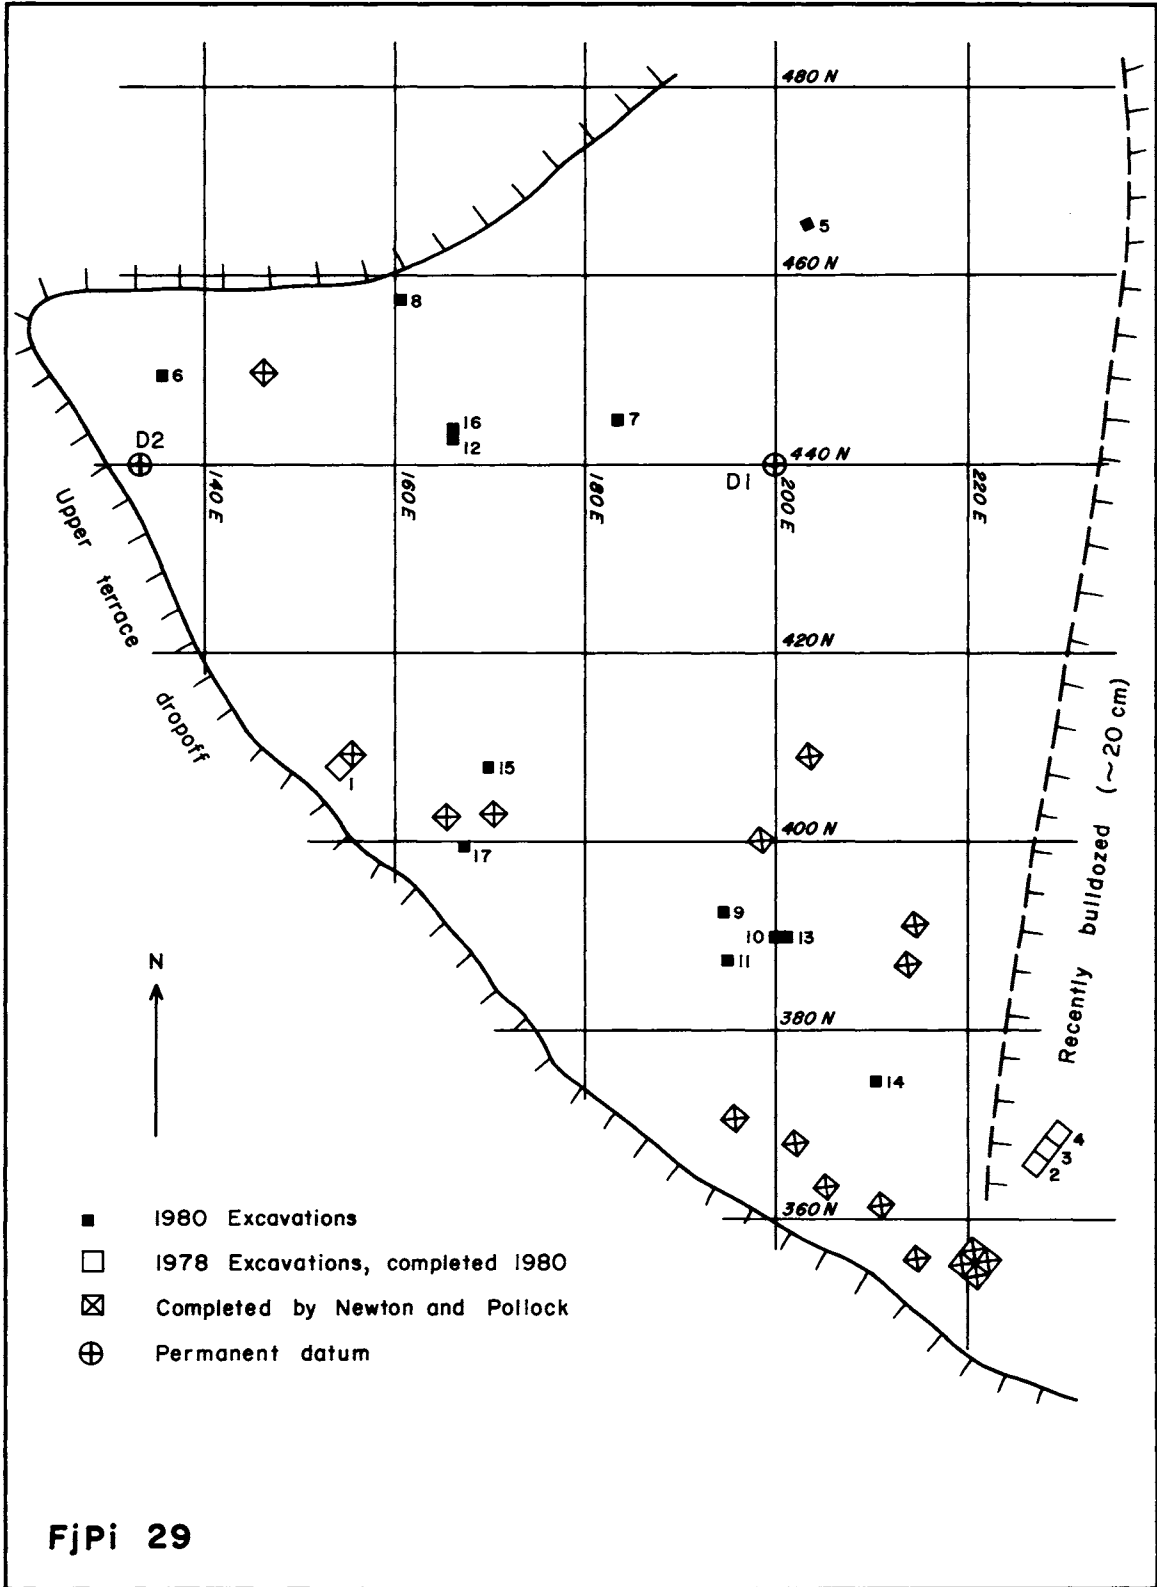 480 N
5
460 N
8
6
16
7
12
D2
440 N
D1
140 E
160 E
180 E
200 E
220 E
Upper terrace dropoff
420 N
Recently bulldozed (~20 cm)
15
1
400 N
17
9
10
13
11
N
380 N
14
4
3
2
360 N
1980 Excavations
1978 Excavations, completed 1980
Completed by Newton and Pollock
Permanent datum
FjPi 29